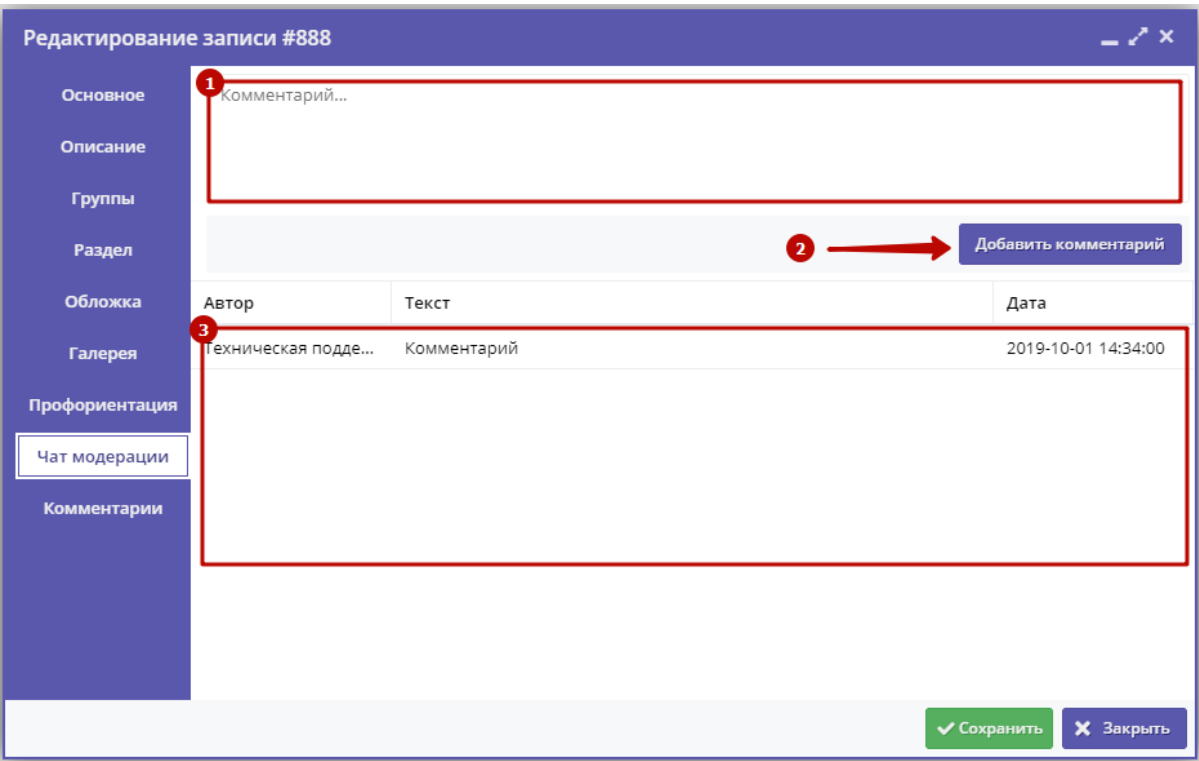 Редактирование записи #888
Основное
Описание
Группы
Раздел
Обложка
Галерея
Профориентация
Чат модерации
Комментарии
1
Комментарий...
2
Добавить комментарий
Автор Текст Дата
3
Техническая подде... Комментарий 2019-10-01 14:34:00
Сохранить Закрыть